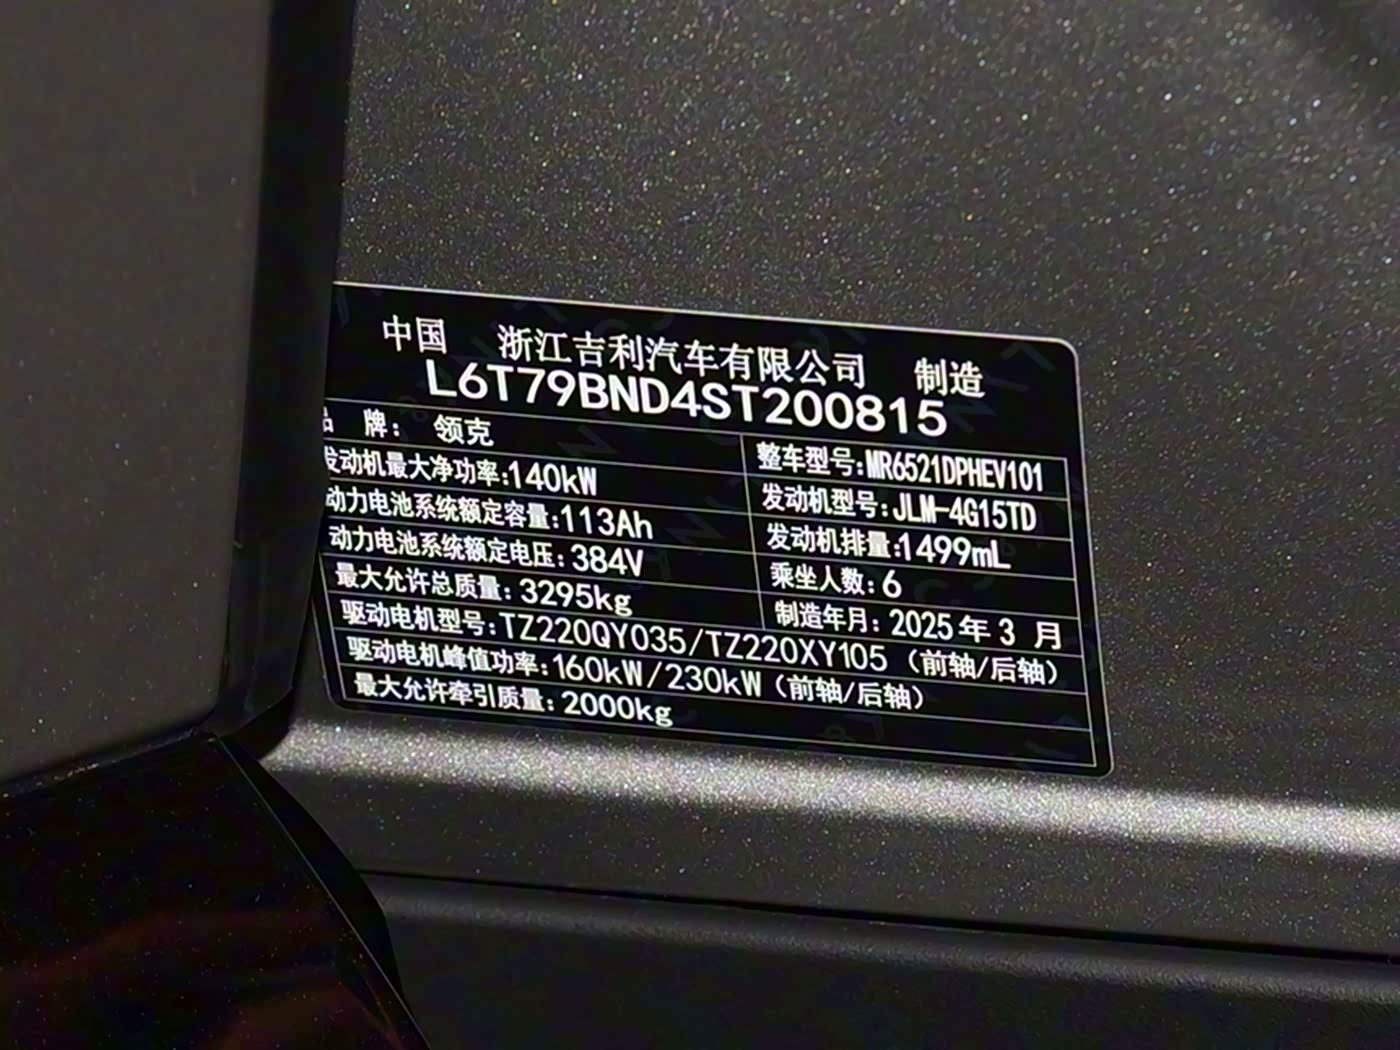 中国 浙江吉利汽车有限公司 制造
L6T79BND4ST200815
品 牌: 领克
整车型号:MR6521DPHEV101
发动机最大净功率:140kW
发动机型号:JLM-4G15TD
动力电池系统额定容量:113Ah
发动机排量:1499mL
动力电池系统额定电压:384V
乘坐人数:6
最大允许总质量:3295kg
制造年月:2025年3 月
驱动电机型号:TZ220QY035/TZ220XY105（前轴/后轴）
驱动电机峰值功率:160kW/230kW（前轴/后轴）
最大允许牵引质量:2000kg